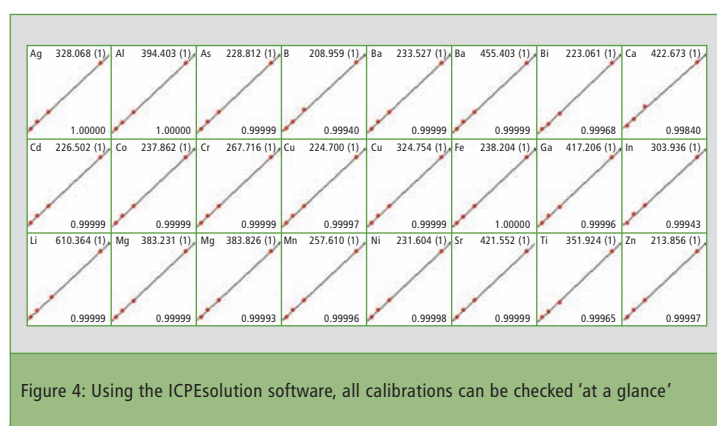 Ag 328.068 (1) Al 394.403 (1) As 228.812 (1) B 208.959 (1) Ba 233.527 (1) Ba 455.403 (1) Bi 223.061 (1) Ca 422.673 (1)
1.00000 1.00000 0.99999 0.99940 0.99999 0.99999 0.99968 0.99840
Cd 226.502 (1) Co 237.862 (1) Cr 267.716 (1) Cu 224.700 (1) Cu 324.754 (1) Fe 238.204 (1) Ga 417.206 (1) In 303.936 (1)
0.99999 0.99999 0.99999 0.99997 0.99999 1.00000 0.99996 0.99943
Li 610.364 (1) Mg 383.231 (1) Mg 383.826 (1) Mn 257.610 (1) Ni 231.604 (1) Sr 421.552 (1) Ti 351.924 (1) Zn 213.856 (1)
0.99999 0.99999 0.99993 0.99996 0.99998 0.99999 0.99965 0.99997
Figure 4: Using the ICPEsolution software, all calibrations can be checked ‘at a glance’